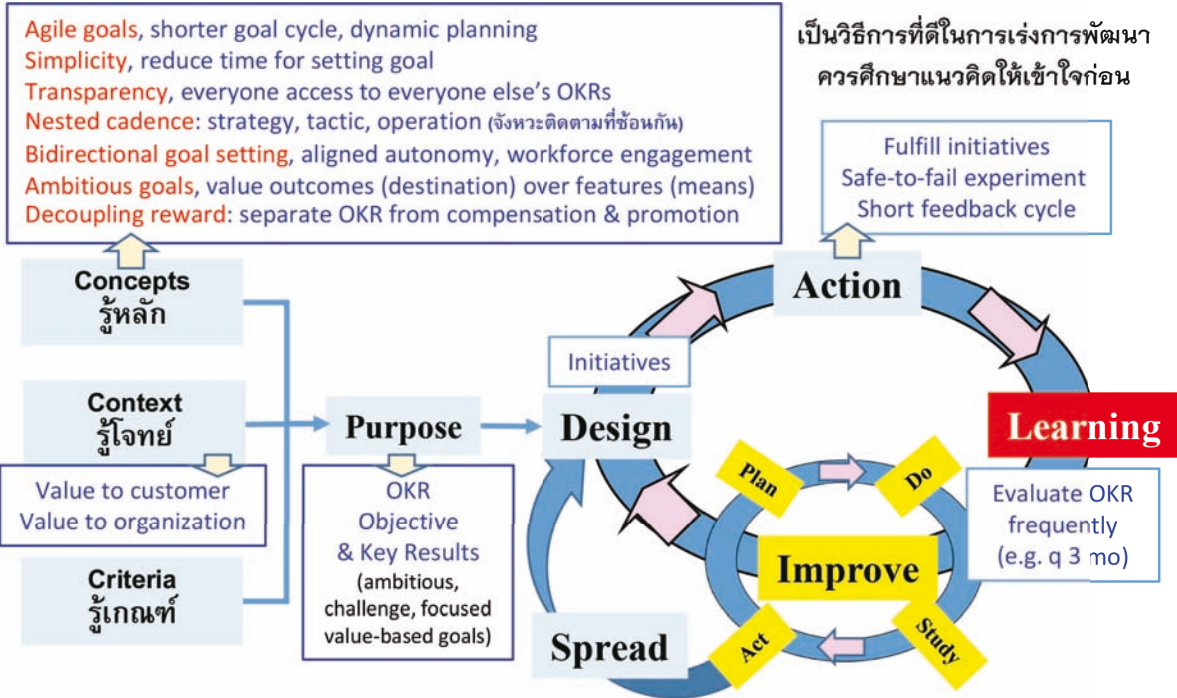 Agile goals, shorter goal cycle, dynamic planning
Simplicity, reduce time for setting goal
Transparency, everyone access to everyone else's OKRs
Nested cadence: strategy, tactic, operation (จังหวะติดตามที่ซ้อนกัน)
Bidirectional goal setting, aligned autonomy, workforce engagement
Ambitious goals, value outcomes (destination) over features (means)
Decoupling reward: separate OKR from compensation & promotion
เป็นวิธีการที่ดีในการเร่งการพัฒนา
ควรศึกษาแนวคิดให้เข้าใจก่อน
Fulfill initiatives
Safe-to-fail experiment
Short feedback cycle
Concepts
รู้หลัก
Action
Initiatives
Context
รู้โจทย์
Purpose
Design
Learning
Value to customer
Value to organization
OKR
Objective
& Key Results
(ambitious,
challenge, focused
value-based goals)
Plan
Do
Evaluate OKR
frequently
(e.g. q 3 mo)
Improve
Criteria
รู้เกณฑ์
Spread
Act
Study